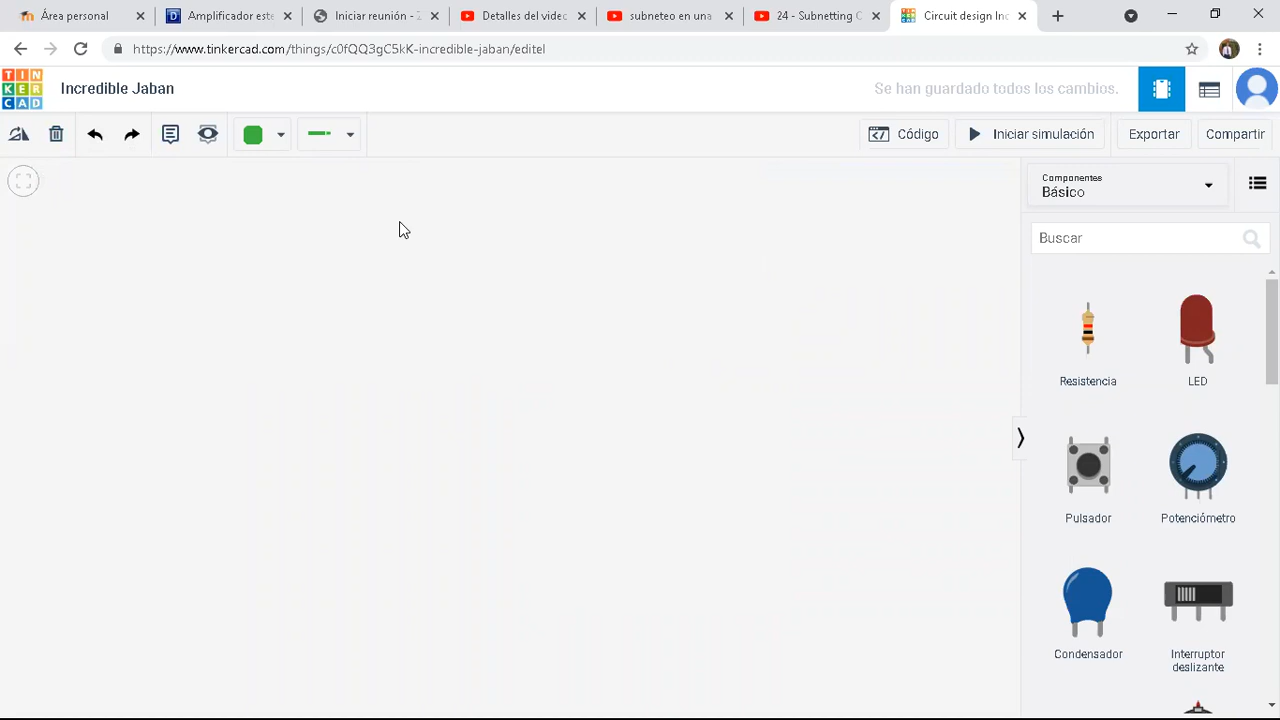 Área personal
Amplificador este
Iniciar reunión - Z
Detalles del video
subneteo en una
24 - Subnetting C
Circuit design Inc
https://www.tinkercad.com/things/c0fQQ3gC5kK-incredible-jaban/editel
TIN
KER
CAD
Incredible Jaban
Se han guardado todos los cambios.
Código
Iniciar simulación
Exportar
Compartir
Componentes
Básico
Buscar
Resistencia
LED
Pulsador
Potenciómetro
Condensador
Interruptor
deslizante